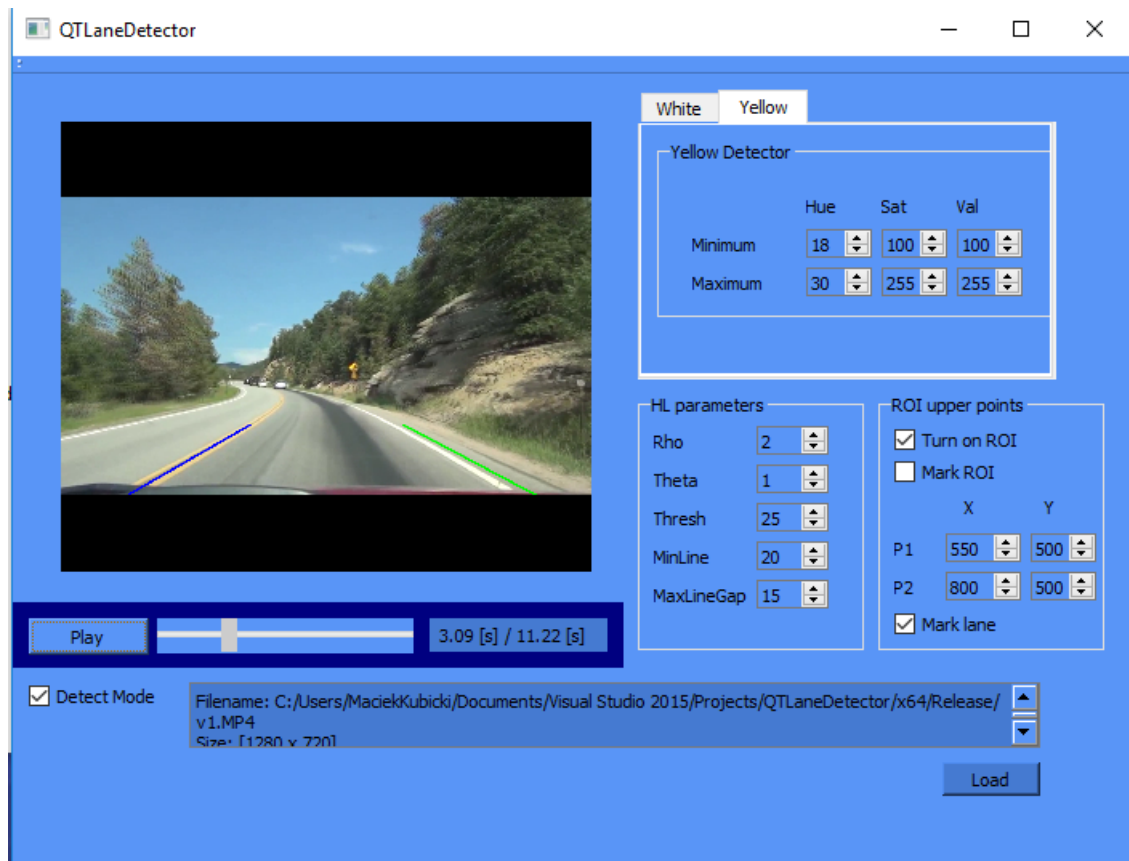 QTLaneDetector
White Yellow
Yellow Detector
Hue Sat Val
Minimum 18 100 100
Maximum 30 255 255
HL parameters
Rho 2
Theta 1
Thresh 25
MinLine 20
MaxLineGap 15
ROI upper points
Turn on ROI
Mark ROI
X Y
P1 550 500
P2 800 500
Mark lane
Play 3.09 [s] / 11.22 [s]
Detect Mode
Filename: C:/Users/MaciekKubicki/Documents/Visual Studio 2015/Projects/QTLaneDetector/x64/Release/
v1.MP4
Size: [1280 x 720]
Load